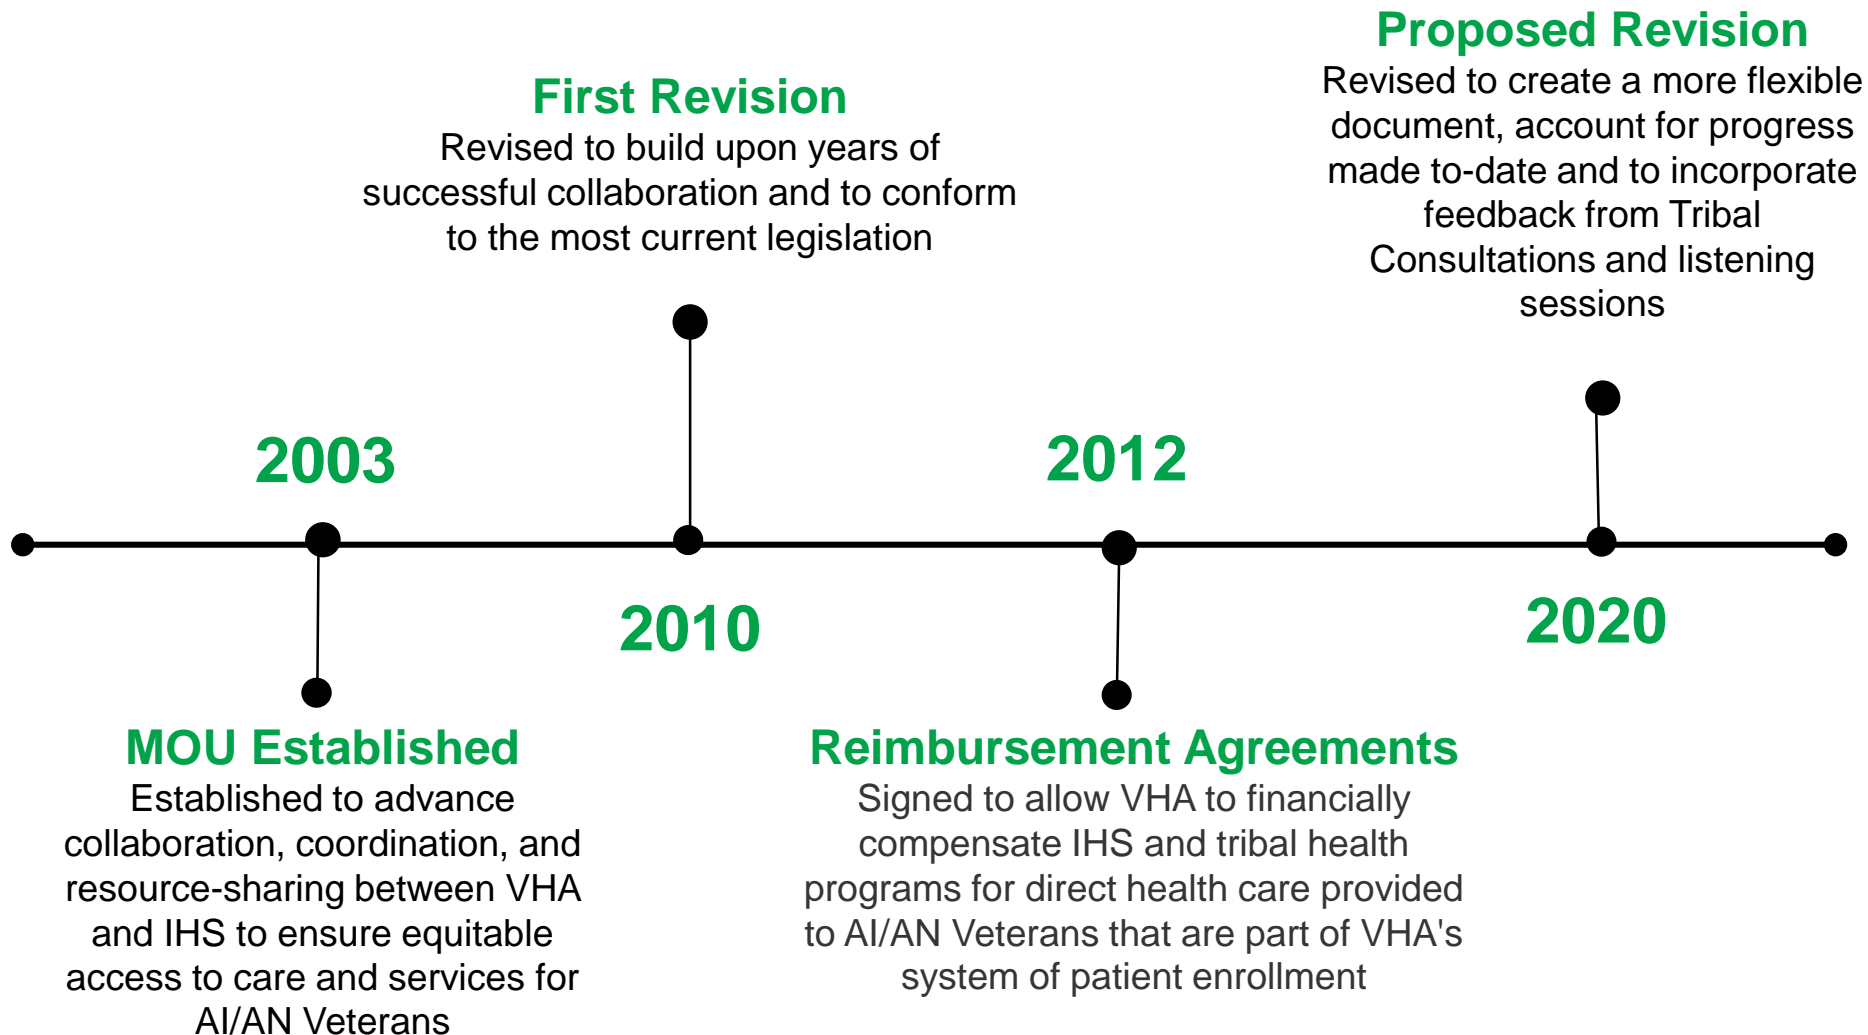 Proposed Revision
Revised to create a more flexible
document, account for progress
made to-date and to incorporate
feedback from Tribal
Consultations and listening
sessions
First Revision
Revised to build upon years of
successful collaboration and to conform
to the most current legislation
2003
2012
2010
2020
MOU Established
Established to advance
collaboration, coordination, and
resource-sharing between VHA
and IHS to ensure equitable
access to care and services for
AI/AN Veterans
Reimbursement Agreements
Signed to allow VHA to financially
compensate IHS and tribal health
programs for direct health care provided
to AI/AN Veterans that are part of VHA's
system of patient enrollment